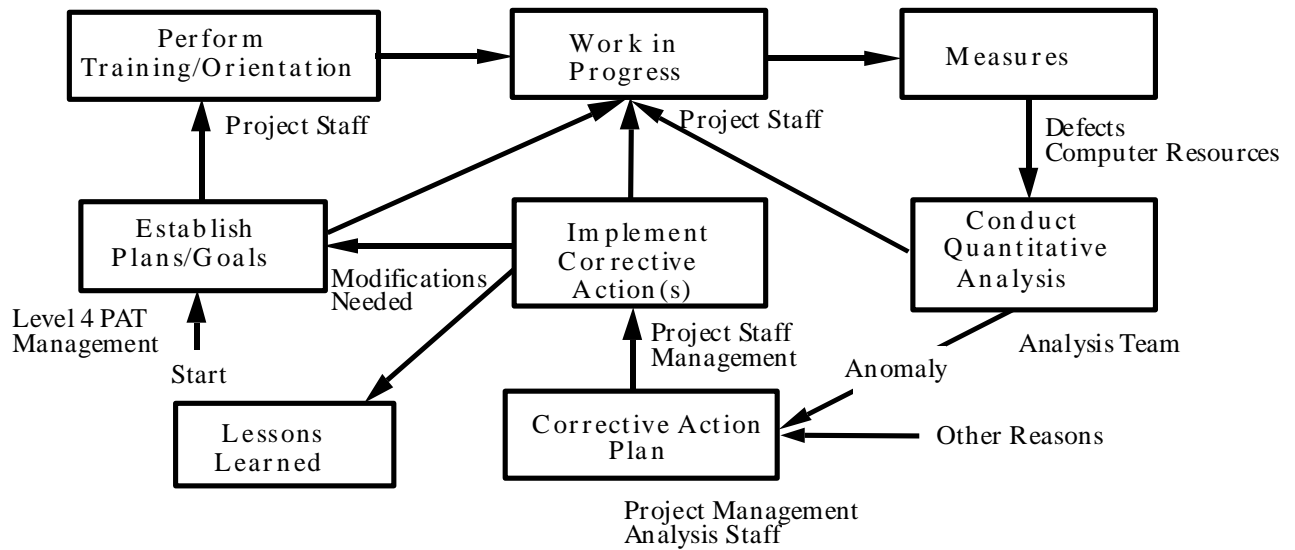 Perform
Training/Orientation
Work in
Progress
Measures
Project Staff
Project Staff
Defects
Computer Resources
Establish
Plans/Goals
Implement
Corrective
Action(s)
Conduct
Quantitative
Analysis
Modifications
Needed
Level 4 PAT
Management
Start
Project Staff
Management
Analysis Team
Anomaly
Lessons
Learned
Corrective Action
Plan
Other Reasons
Project Management
Analysis Staff